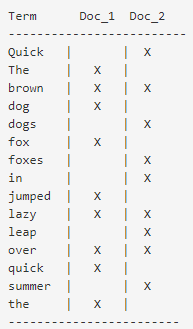 Term Doc_1 Doc_2
-------------------------
Quick | | X
The | X |
brown | X | X
dog | X |
dogs | | X
fox | X |
foxes | | X
in | | X
jumped | X |
lazy | X | X
leap | | X
over | X | X
quick | X |
summer | | X
the | X |
------------------------